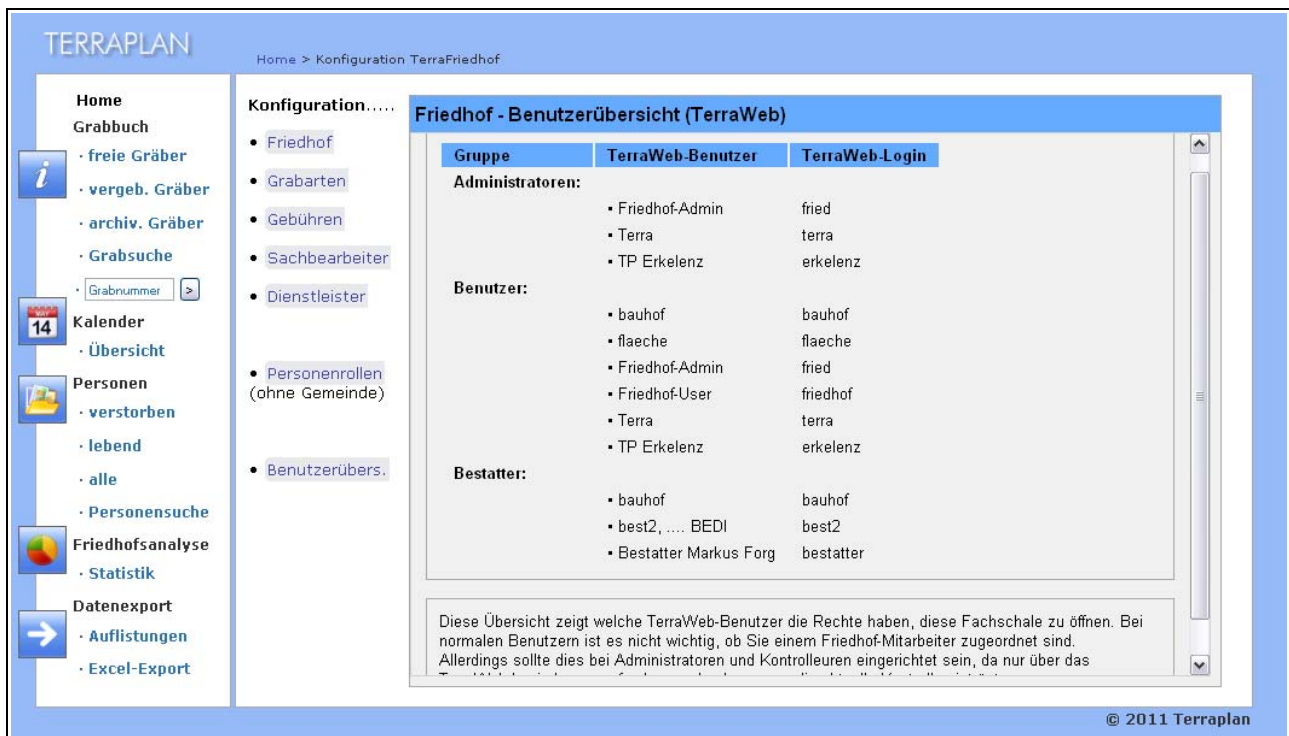 TERRAPLAN
Home > Konfiguration TerraFriedhof
Home
Grabbuch
· freie Gräber
· vergeb. Gräber
· archiv. Gräber
· Grabsuche
· Grabnummer >
MAY
14
Kalender
· Übersicht
Personen
· verstorben
· lebend
· alle
· Personensuche
Friedhofsanalyse
· Statistik
Datenexport
· Auflistungen
· Excel-Export
Konfiguration.....
• Friedhof
• Grabarten
• Gebühren
• Sachbearbeiter
• Dienstleister
• Personenrollen
(ohne Gemeinde)
• Benutzerübers.
Friedhof - Benutzerübersicht (TerraWeb)
Gruppe TerraWeb-Benutzer TerraWeb-Login
Administratoren:
▪ Friedhof-Admin fried
▪ Terra terra
▪ TP Erkelenz erkelenz
Benutzer:
▪ bauhof bauhof
▪ flaeche flaeche
▪ Friedhof-Admin fried
▪ Friedhof-User friedhof
▪ Terra terra
▪ TP Erkelenz erkelenz
Bestatter:
▪ bauhof bauhof
▪ best2, .... BEDI best2
▪ Bestatter Markus Forg bestatter
Diese Übersicht zeigt welche TerraWeb-Benutzer die Rechte haben, diese Fachschale zu öffnen. Bei
normalen Benutzern ist es nicht wichtig, ob Sie einem Friedhof-Mitarbeiter zugeordnet sind.
Allerdings sollte dies bei Administratoren und Kontrolleuren eingerichtet sein, da nur über das
© 2011 Terraplan